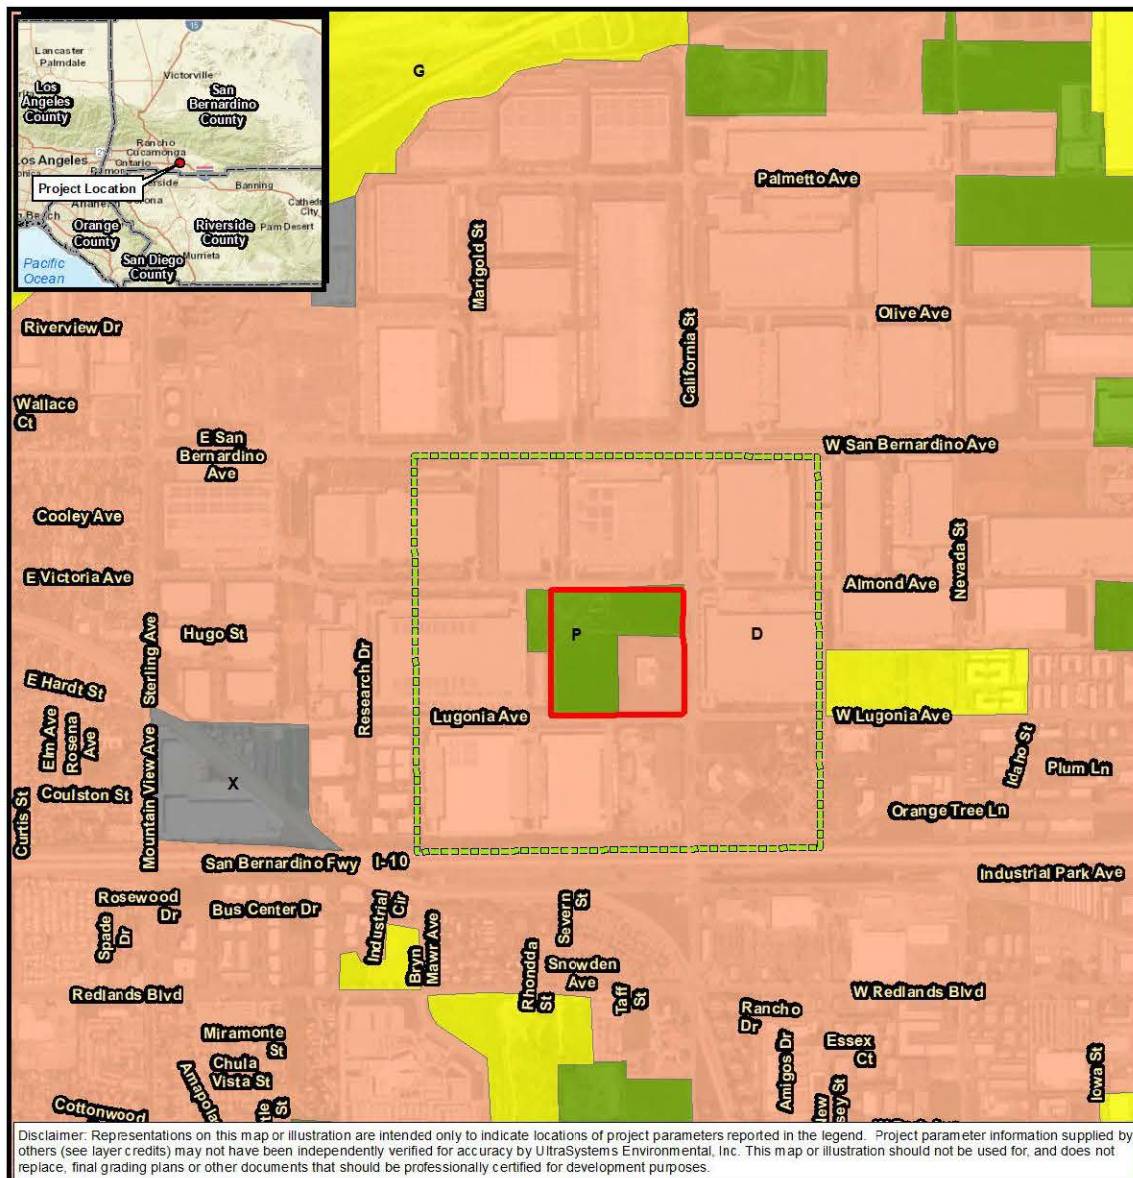 15
Lancaster
Palmdale
Victorville
Los
Angeles
County
San
Bernardino
County
Rancho
Cucamonga
Los Angeles
Ontario
Banning
Project Location
Orange
County
Riverside
County
Cathed
City
Palm Desert
San Diego
County
Murrieta
Pacific
Ocean
G
Palmetto Ave
Marigold St
California St
Olive Ave
Riverview Dr
Wallace
Ct
E San
Bernardino
Ave
W San Bernardino Ave
Cooley Ave
E Victoria Ave
Nevada St
Almond Ave
Sterling Ave
Hugo St
P
D
Research Dr
E Hardt St
Lugonia Ave
W Lugonia Ave
Elm Ave
Rosena
Ave
Mountain View Ave
X
Idaho St
Plum Ln
Curtis St
Coulston St
Orange Tree Ln
San Bernardino Fwy
I-10
Industrial Park Ave
Rosewood
Dr
Spade
Dr
Bus Center Dr
Industrial
Cir
Bryn
Mawr Ave
Severn
St
Rhondda
St
Snowden
Ave
Taff
St
Redlands Blvd
W Redlands Blvd
Rancho
Dr
Amigos Dr
Essex
Ct
Miramonte
St
Chula
Vista St
Amapola
Iowa St
Cottonwood
tle
St
New
sey St
Disclaimer: Representations on this map or illustration are intended only to indicate locations of project parameters reported in the legend. Project parameter information supplied by
others (see layer credits) may not have been independently verified for accuracy by UltraSystems Environmental, Inc. This map or illustration should not be used for, and does not
replace, final grading plans or other documents that should be professionally certified for development purposes.